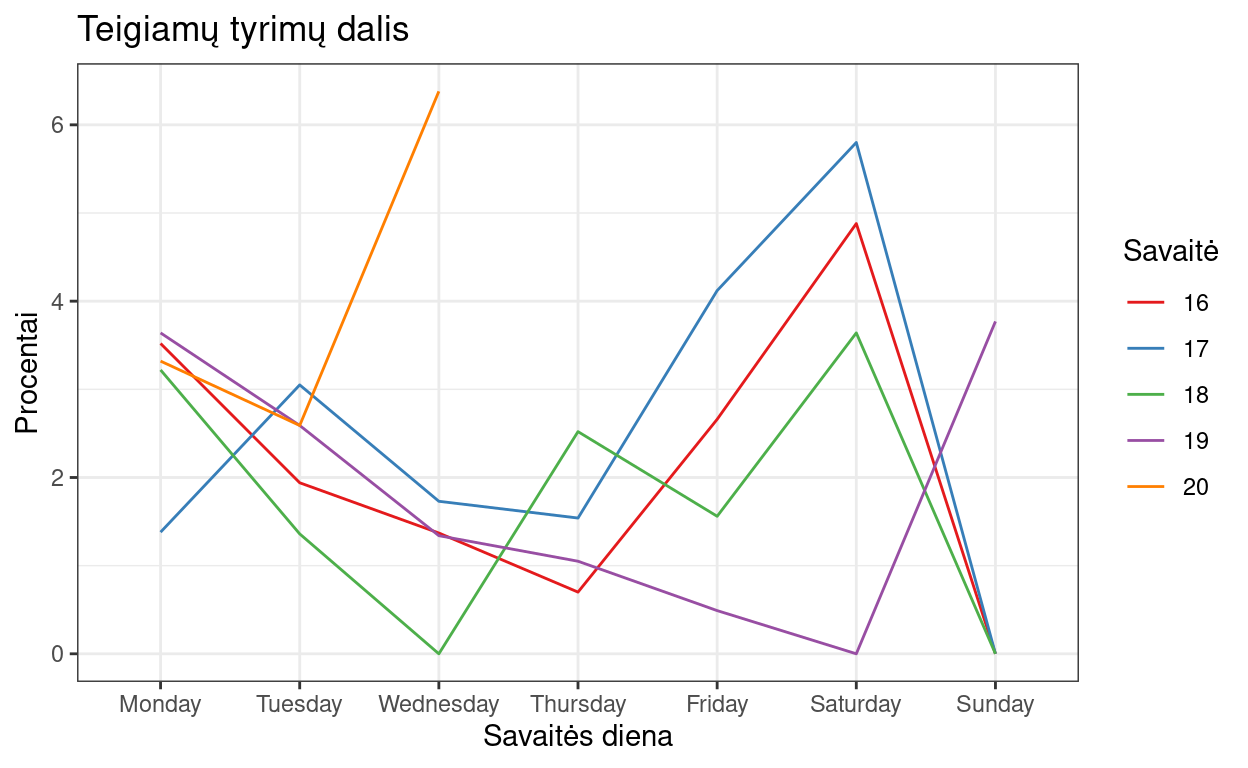 Teigiamų tyrimų dalis
Procentai
6
4
2
0
Monday Tuesday Wednesday Thursday Friday Saturday Sunday
Savaitės diena
Savaitė
16
17
18
19
20